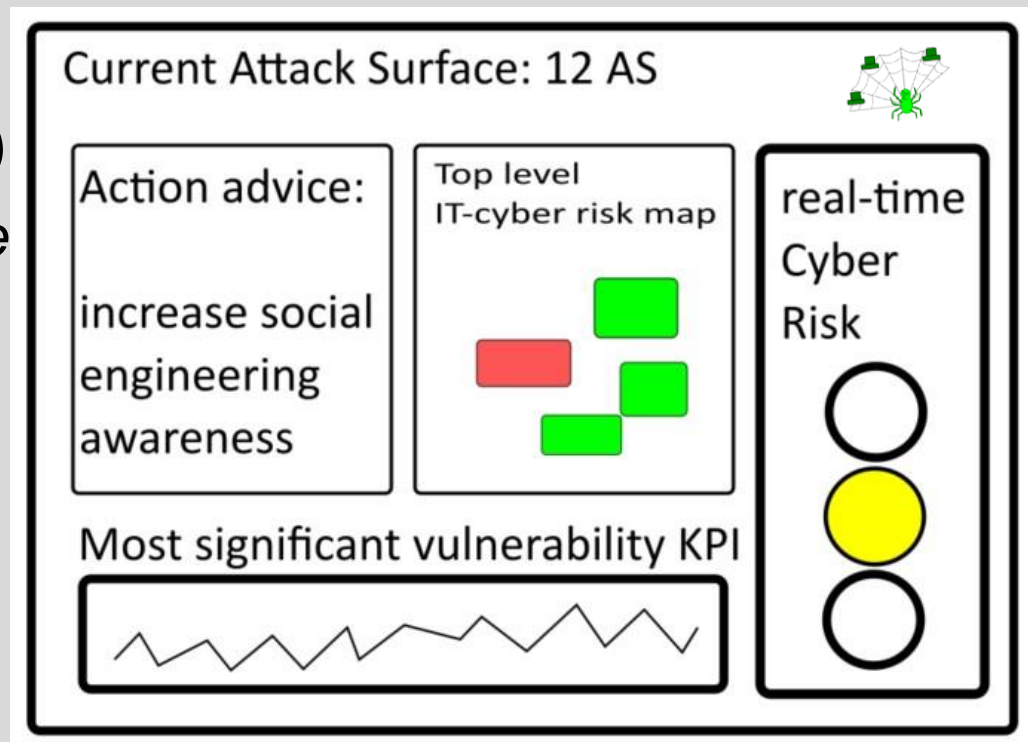 Current Attack Surface: 12 AS
)
e
Action advice:
increase social
engineering
awareness
Top level
IT-cyber risk map
real-time
Cyber
Risk
Most significant vulnerability KPI